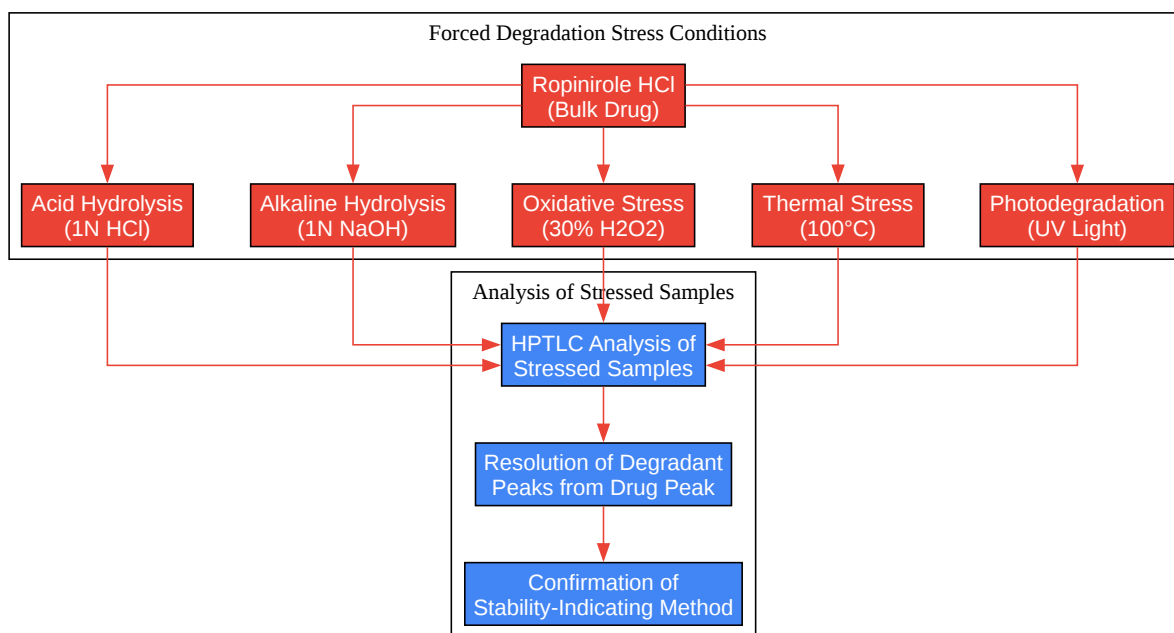 Forced Degradation Stress Conditions
Ropinirole HCl
(Bulk Drug)
Acid Hydrolysis
(1N HCl)
Alkaline Hydrolysis
(1N NaOH)
Oxidative Stress
(30% H2O2)
Thermal Stress
(100°C)
Photodegradation
(UV Light)
Analysis of Stressed Samples
HPTLC Analysis of
Stressed Samples
Resolution of Degradant
Peaks from Drug Peak
Confirmation of
Stability-Indicating Method